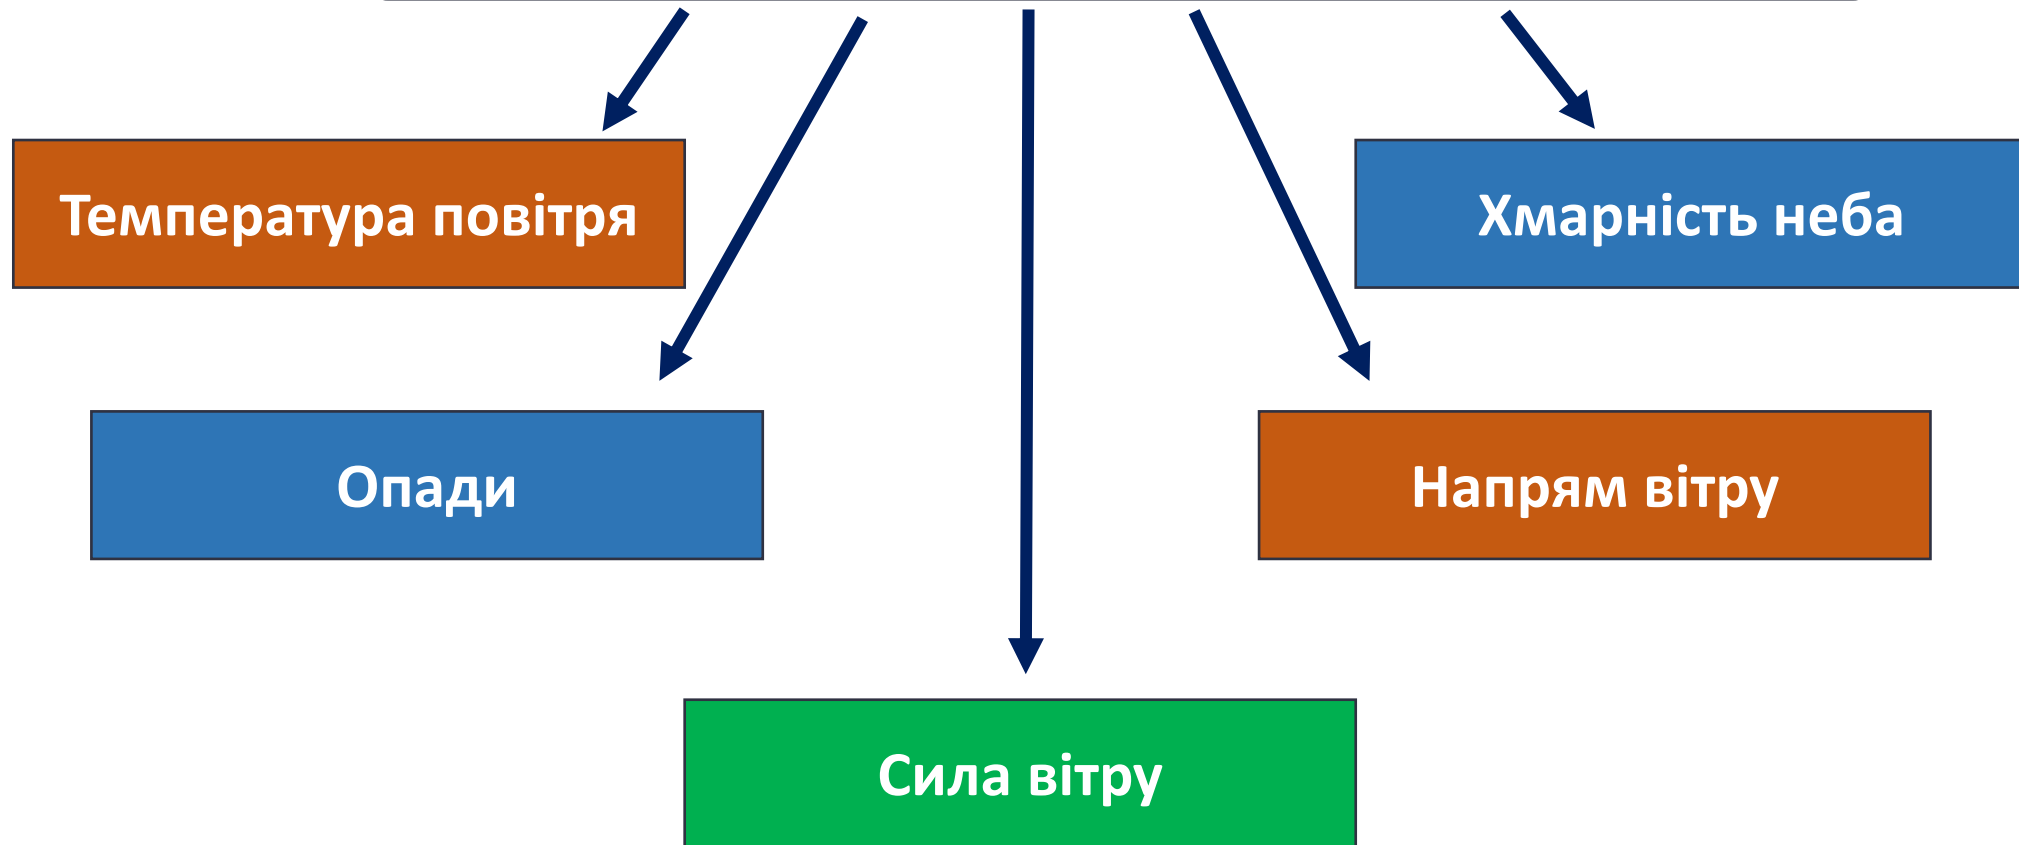 Температура повітря
Хмарність неба
Опади
Напрям вітру
Сила вітру